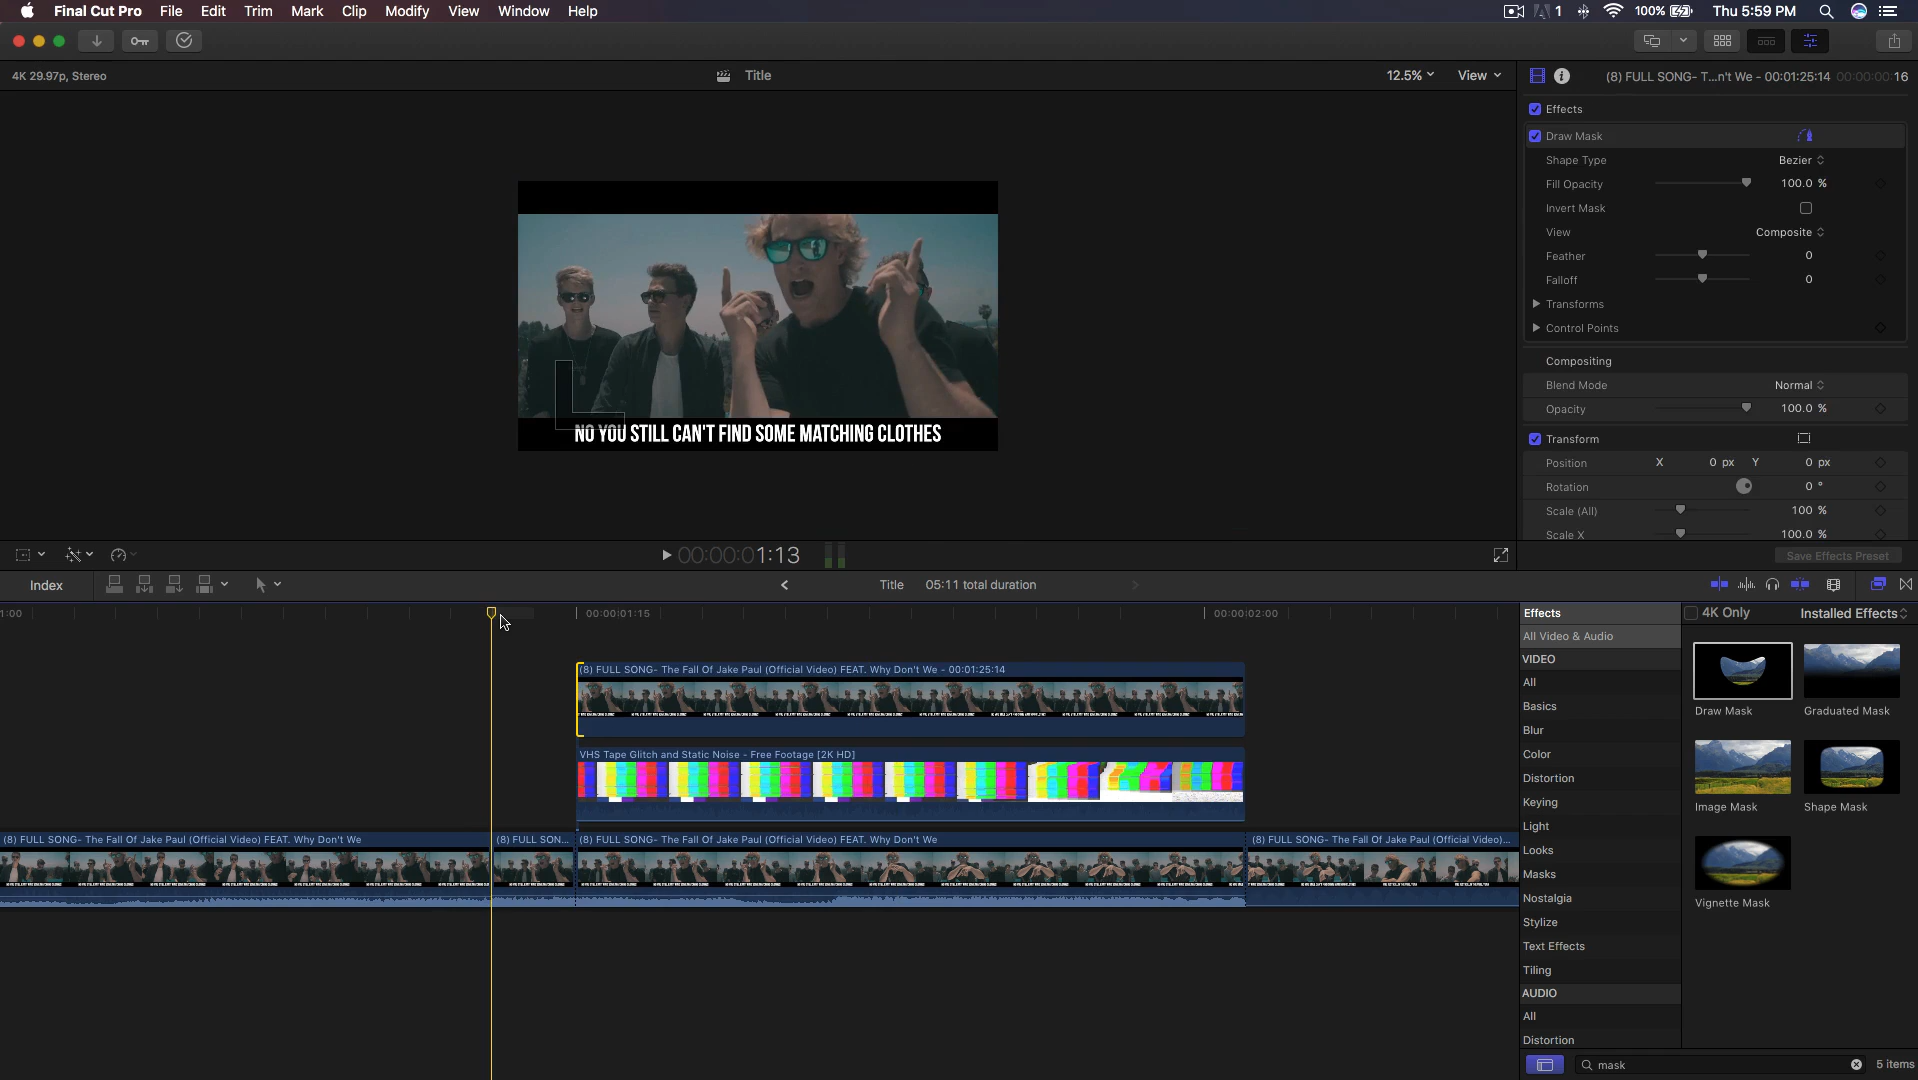 Final Cut Pro File Edit Trim Mark Clip Modify View Window Help 1 100% Thu 5:59 PM
4K 29.97p, Stereo Title 12.5% View (8) FULL SONG- T...n't We - 00:01:25:14 00:00:00:16
Effects
Draw Mask
Shape Type Bezier
Fill Opacity 100.0 %
Invert Mask
View Composite
Feather 0
Falloff 0
Transforms
Control Points
Compositing
Blend Mode Normal
Opacity 100.0 %
Transform
Position X 0 px Y 0 px
Rotation 0 °
Scale (All) 100 %
Scale X 100.0 %
NO YOU STILL CAN'T FIND SOME MATCHING CLOTHES
00:00:01:13 Save Effects Preset
Index Title 05:11 total duration
1:00 00:00:01:15 00:00:02:00
(8) FULL SONG- The Fall Of Jake Paul (Official Video) FEAT. Why Don't We - 00:01:25:14
VHS Tape Glitch and Static Noise - Free Footage [2K HD]
(8) FULL SONG- The Fall Of Jake Paul (Official Video) FEAT. Why Don't We (8) FULL SON... (8) FULL SONG- The Fall Of Jake Paul (Official Video) FEAT. Why Don't We (8) FULL SONG- The Fall Of Jake Paul (Official Video)...
Effects 4K Only Installed Effects
All Video & Audio
VIDEO
All
Basics
Blur
Color
Distortion
Keying
Light
Looks
Masks
Nostalgia
Stylize
Text Effects
Tiling
AUDIO
All
Distortion
Draw Mask Graduated Mask
Image Mask Shape Mask
Vignette Mask
mask 5 items